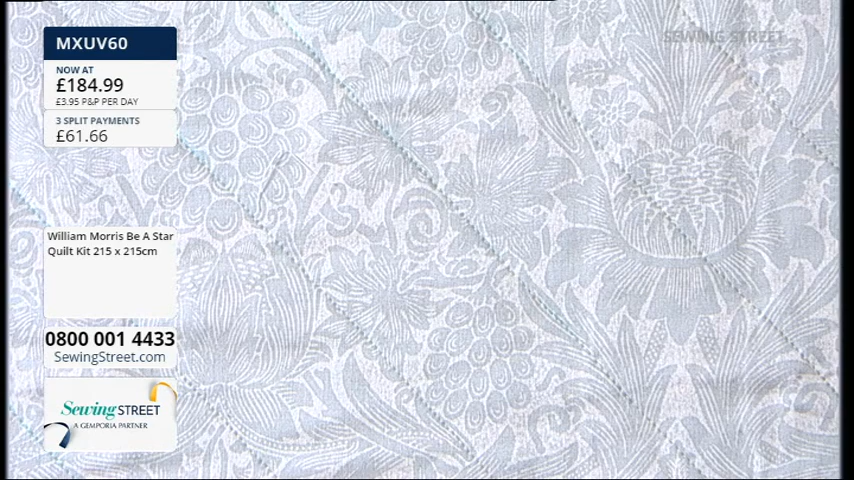 MXUV60
NOW AT
£184.99
£3.95 P&P PER DAY
3 SPLIT PAYMENTS
£61.66
William Morris Be A Star
Quilt Kit 215 x 215cm
0800 001 4433
SewingStreet.com
Sewing STREET
A GEMPORIA PARTNER
SEWING STREET